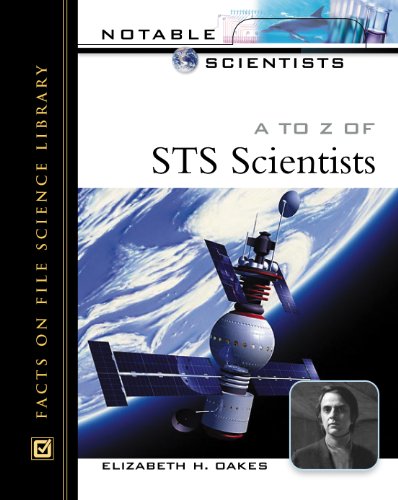 NOTABLE
SCIENTISTS
A TO Z OF
STS Scientists
FACTS ON FILE SCIENCE LIBRARY
ELIZABETH H. OAKES